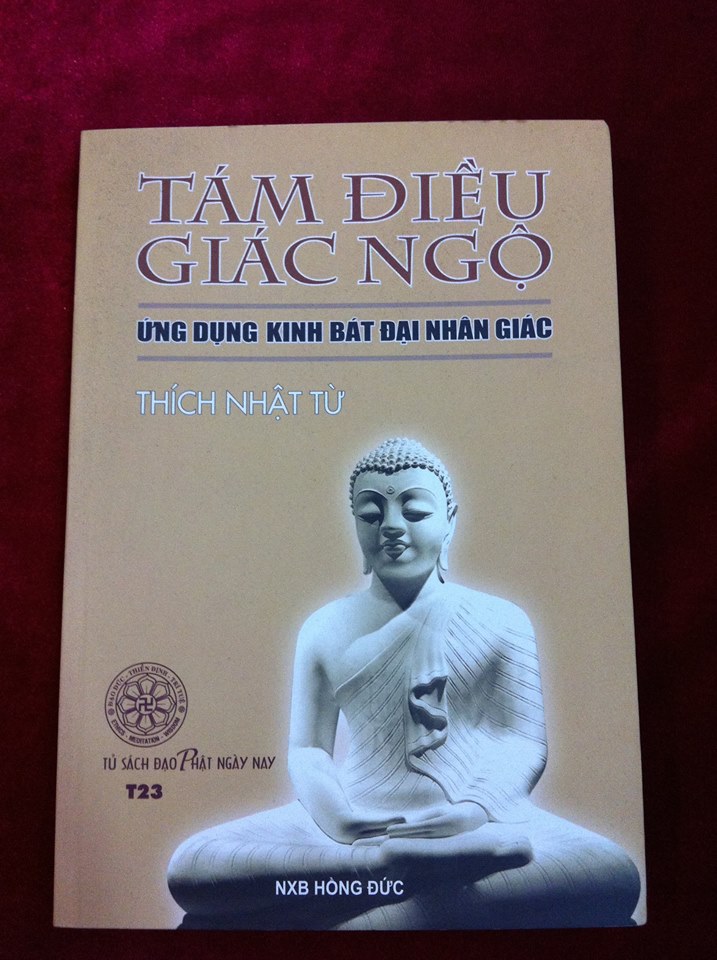 TÁM ĐIỀU
GIÁC NGỘ
ỨNG DỤNG KINH BÁT ĐẠI NHÂN GIÁC
THÍCH NHẬT TỪ
ĐẠO ĐỨC - THIỀN ĐỊNH - TRÍ TUỆ
ETHICS - MEDITATION - WISDOM
TỦ SÁCH ĐẠO PHẬT NGÀY NAY
T23
NXB HỒNG ĐỨC